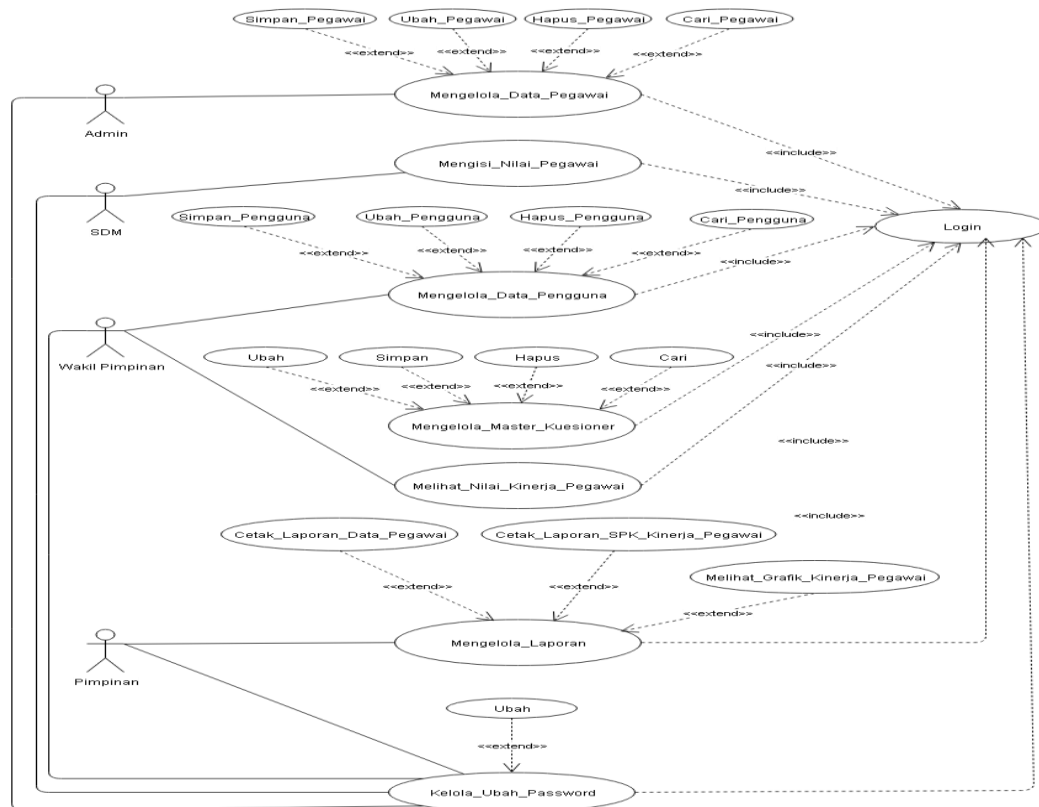 Simpan_Pegawai
Ubah_Pegawai
Hapus_Pegawai
Cari_Pegawai
<<extend>>
<<extend>>
<<extend>>
<<extend>>
Mengelola_Data_Pegawai
Admin
<<include>>
Mengisi_Nilai_Pegawai
<<include>>
SDM
Simpan_Pengguna
Ubah_Pengguna
Hapus_Pengguna
Cari_Pengguna
Login
<<extend>>
<<extend>>
<<extend>>
<<extend>>
<<include>>
Mengelola_Data_Pengguna
Wakil Pimpinan
<<include>>
Ubah
Simpan
Hapus
Cari
<<include>>
<<extend>>
<<extend>>
<<extend>>
<<extend>>
Mengelola_Master_Kuesioner
<<include>>
Melihat_Nilai_Kinerja_Pegawai
<<include>>
Cetak_Laporan_Data_Pegawai
Cetak_Laporan_SPK_Kinerja_Pegawai
Melihat_Grafik_Kinerja_Pegawai
<<extend>>
<<extend>>
<<extend>>
Mengelola_Laporan
Pimpinan
Ubah
<<extend>>
Kelola_Ubah_Password